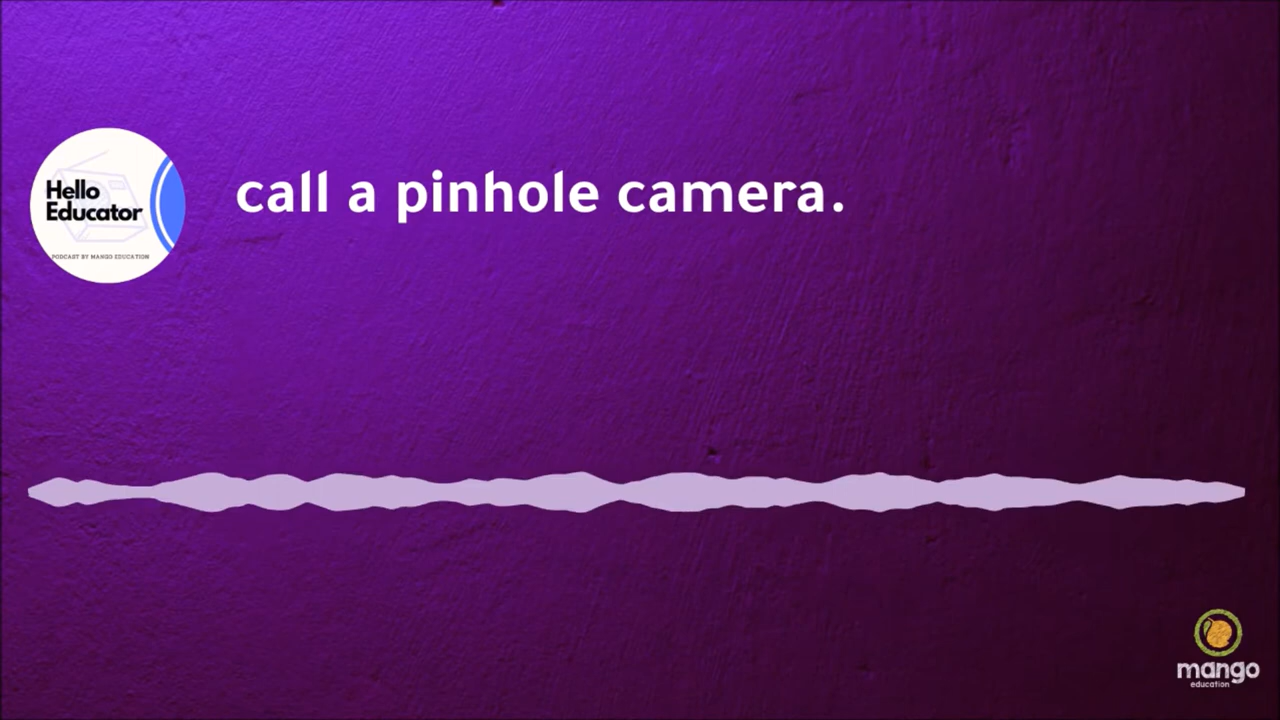 Hello
Educator
call a pinhole camera.
PODCAST BY MANGO EDUCATION
mango
education